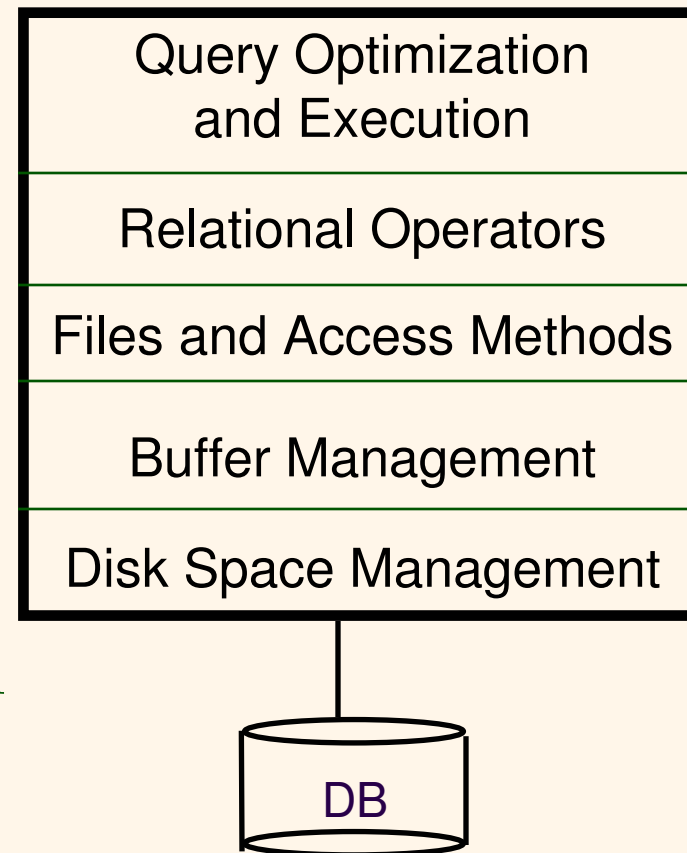 Query Optimization
and Execution
Relational Operators
Files and Access Methods
Buffer Management
Disk Space Management
DB